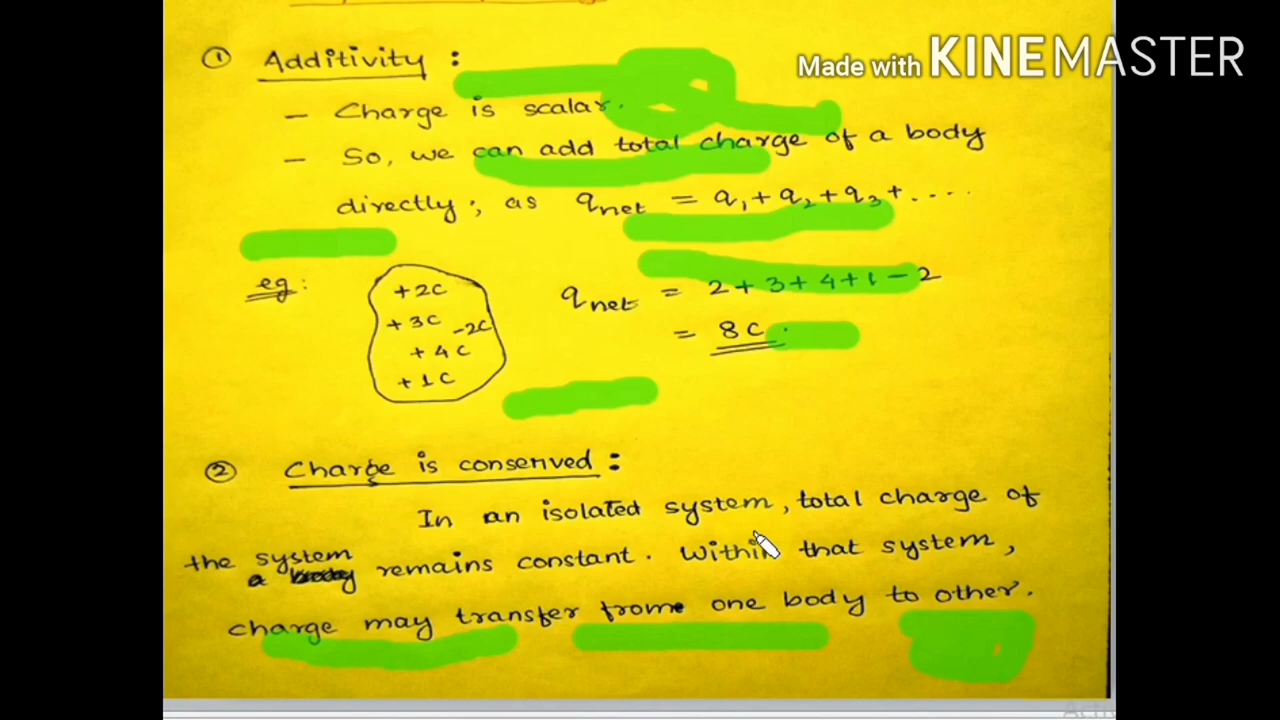 Made with KINEMASTER
① Additivity :
- Charge is scalar.
- So, we can add total charge of a body
directly; as q_net = q₁ + q₂ + q₃ + ....
eg:
+2C
+3C -2C
+4C
+1C
q_net = 2 + 3 + 4 + 1 - 2
= 8C.
② Charge is conserved :
In an isolated system, total charge of
the system remains constant. Within that system,
charge may transfer from one body to other.